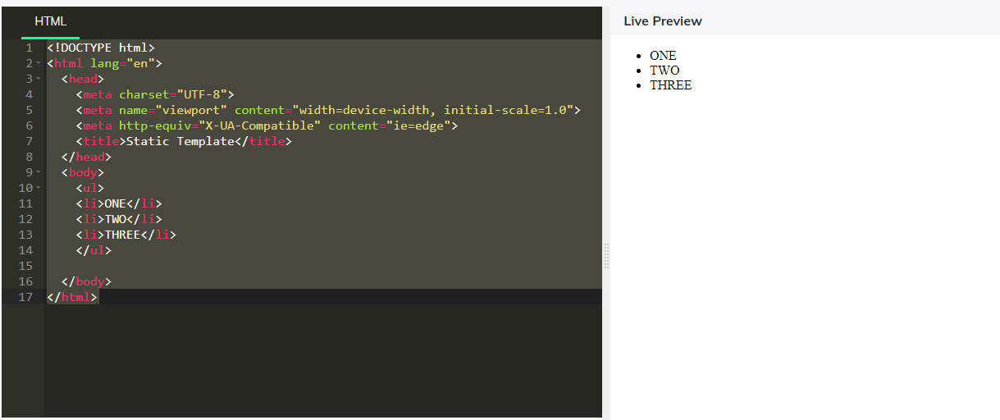 HTML
Live Preview
1 <!DOCTYPE html>
2 <html lang="en">
3 <head>
4 <meta charset="UTF-8">
5 <meta name="viewport" content="width=device-width, initial-scale=1.0">
6 <meta http-equiv="X-UA-Compatible" content="ie=edge">
7 <title>Static Template</title>
8 </head>
9 <body>
10 <ul>
11 <li>ONE</li>
12 <li>TWO</li>
13 <li>THREE</li>
14 </ul>
15
16 </body>
17 </html>
• ONE
• TWO
• THREE